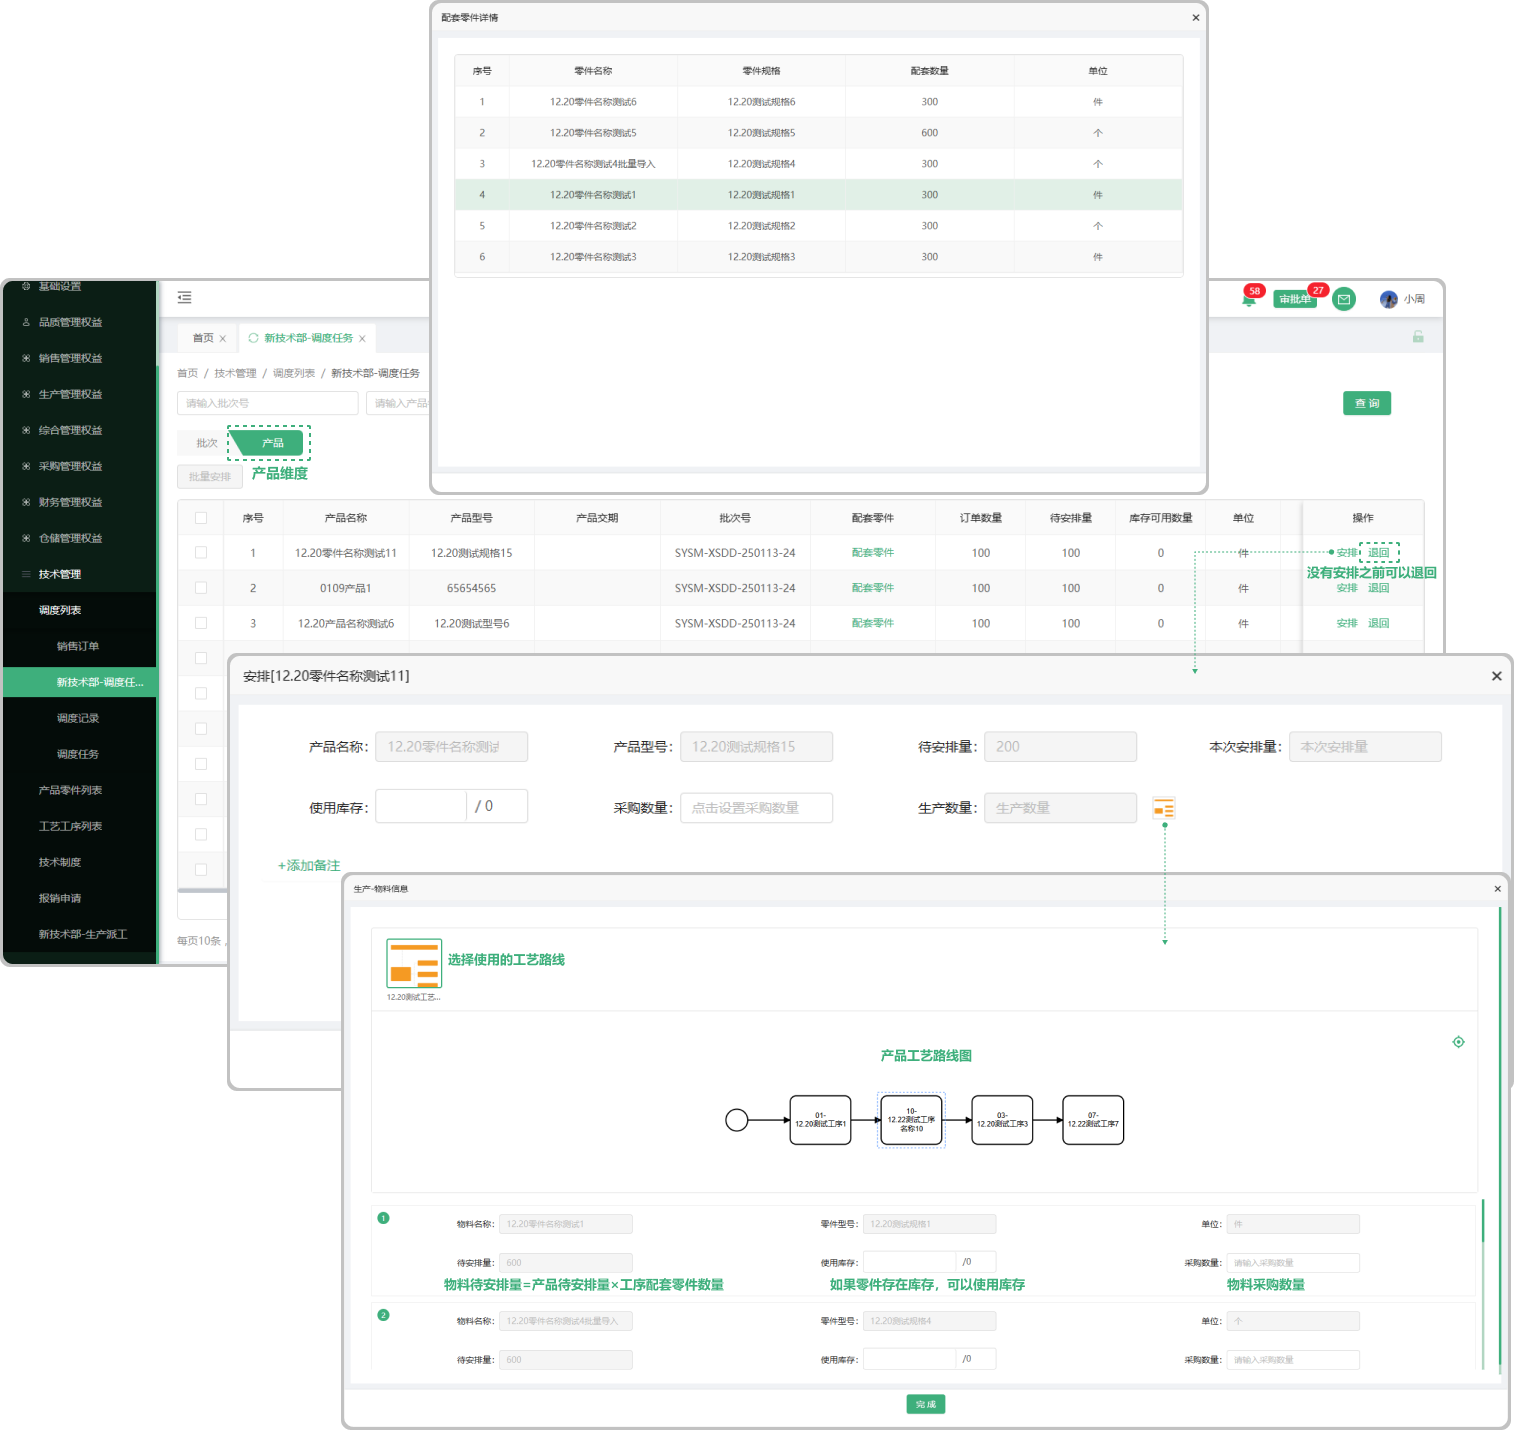 配套零件详情
序号 零件名称 零件规格 配套数量 单位
1 12.20零件名称测试6 12.20测试规格6 300 件
2 12.20零件名称测试5 12.20测试规格5 600 个
3 12.20零件名称测试4批量导入 12.20测试规格4 300 个
4 12.20零件名称测试1 12.20测试规格1 300 件
5 12.20零件名称测试2 12.20测试规格2 300 个
6 12.20零件名称测试3 12.20测试规格3 300 件
基础设置
品质管理权益
销售管理权益
生产管理权益
综合管理权益
采购管理权益
财务管理权益
仓储管理权益
技术管理
调度列表
销售订单
新技术部-调度任...
调度记录
调度任务
产品零件列表
工艺工序列表
技术制度
报销申请
新技术部-生产派工
58 审批单 27 小周
首页 新技术部-调度任务
首页 / 技术管理 / 调度列表 / 新技术部-调度任务
请输入批次号 请输入产品 查询
批次 产品
批量安排 产品维度
序号 产品名称 产品型号 产品交期 批次号 配套零件 订单数量 待安排量 库存可用数量 单位 操作
1 12.20零件名称测试11 12.20测试规格15 SYSM-XSDD-250113-24 配套零件 100 100 0 件 安排 退回
没有安排之前可以退回
2 0109产品1 65654565 SYSM-XSDD-250113-24 配套零件 100 100 0 件 安排 退回
3 12.20产品名称测试6 12.20测试型号6 SYSM-XSDD-250113-24 配套零件 100 100 0 件 安排 退回
每页10条，
安排[12.20零件名称测试11]
产品名称： 12.20零件名称测试 产品型号： 12.20测试规格15 待安排量： 200 本次安排量： 本次安排量
使用库存： / 0 采购数量： 点击设置采购数量 生产数量： 生产数量
+添加备注
生产-物料信息
选择使用的工艺路线
12.20测试工艺...
产品工艺路线图
01-
12.20测试工序1
10-
12.22测试工序
名称10
03-
12.20测试工序3
07-
12.22测试工序7
1 物料名称： 12.20零件名称测试1 零件型号： 12.20测试规格1 单位： 件
待安排量： 600 使用库存： /0 采购数量： 请输入采购数量
物料待安排量=产品待安排量×工序配套零件数量 如果零件存在库存，可以使用库存 物料采购数量
2 物料名称： 12.20零件名称测试4批量导入 零件型号： 12.20测试规格4 单位： 个
待安排量： 600 使用库存： /0 采购数量： 请输入采购数量
完成